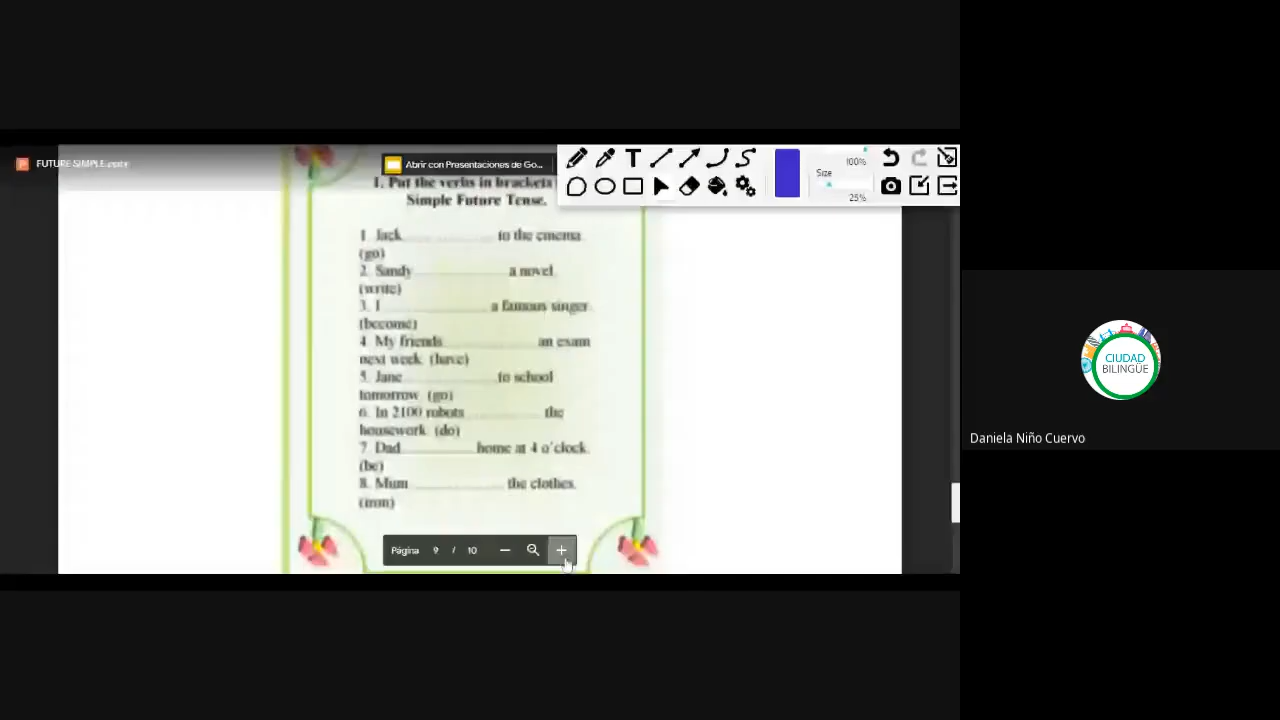 FUTURE SIMPLE.pptx
Abrir con Presentaciones de Go...
100%
Size
25%
1. Put the verbs in brackets
Simple Future Tense.
1. Jack to the cinema.
(go)
2. Sandy a novel.
(write)
3. I a famous singer.
(become)
4. My friends an exam
next week. (have)
5. Jane to school
tomorrow. (go)
6. In 2100 robots the
housework. (do)
7. Dad home at 4 o'clock.
(be)
8. Mum the clothes.
(iron)
Página 9 / 10
CIUDAD
BILINGÜE
Daniela Niño Cuervo